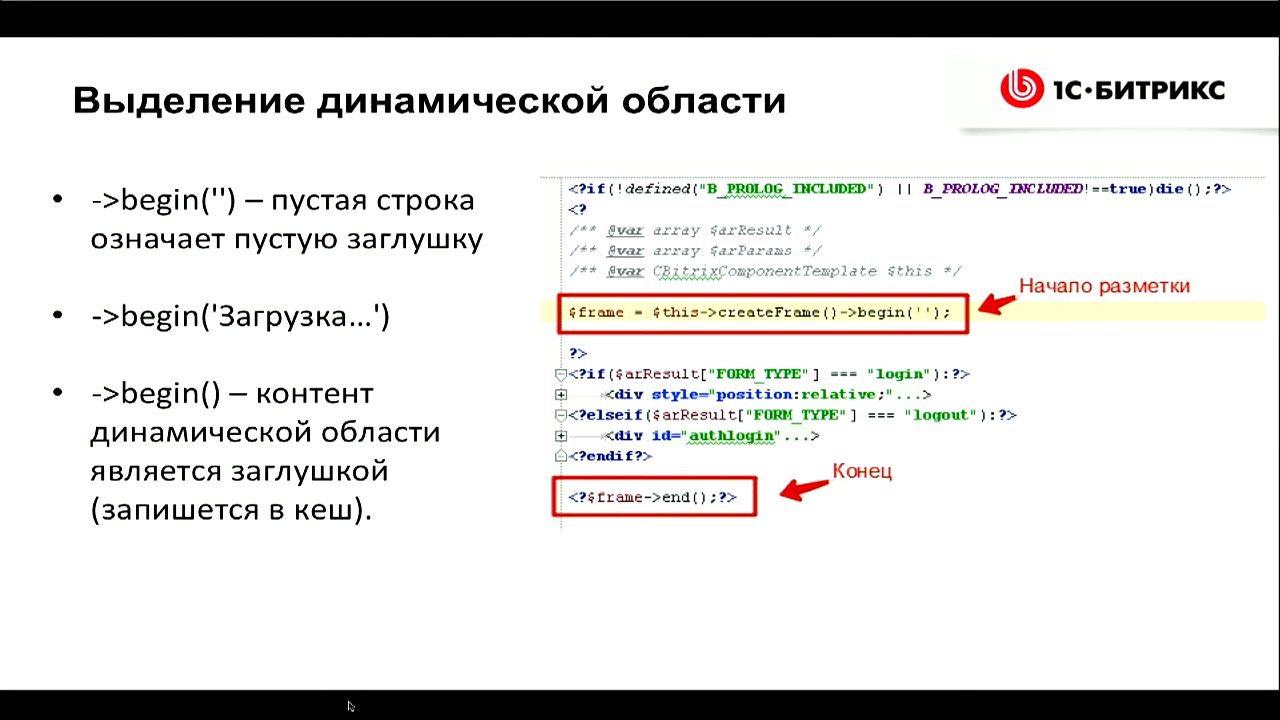 Выделение динамической области
1С·БИТРИКС
• ->begin('') – пустая строка
означает пустую заглушку
• ->begin('Загрузка...')
• ->begin() – контент
динамической области
является заглушкой
(запишется в кеш).
<?if(!defined("B_PROLOG_INCLUDED") || B_PROLOG_INCLUDED!==true)die();?>
<?
/** @var array $arResult */
/** @var array $arParams */
/** @var CBitrixComponentTemplate $this */
Начало разметки
$frame = $this->createFrame()->begin('');
?>
<?if($arResult["FORM_TYPE"] === "login"):?>
<div style="position:relative;"...>
<?elseif($arResult["FORM_TYPE"] === "logout"):?>
<div id="authlogin"...>
<?endif?>
Конец
<?$frame->end();?>